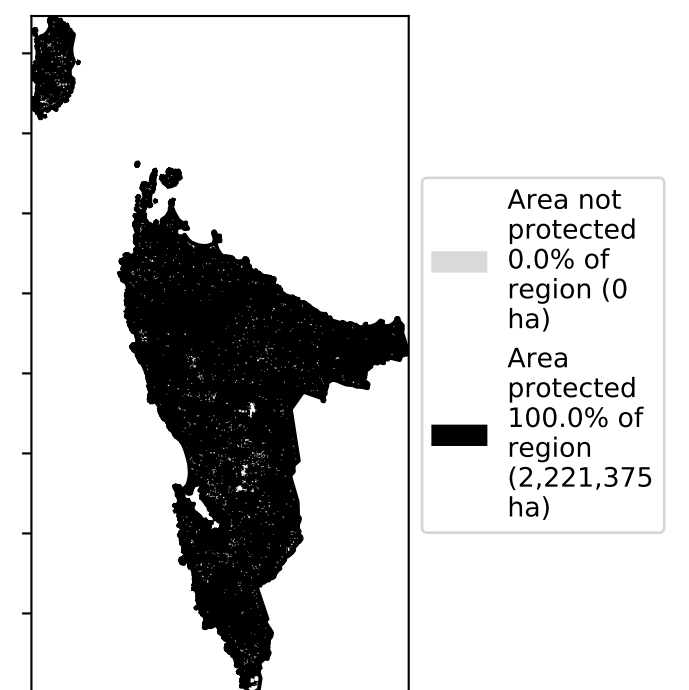 Area not
protected
0.0% of
region (0
ha)
Area
protected
100.0% of
region
(2,221,375
ha)